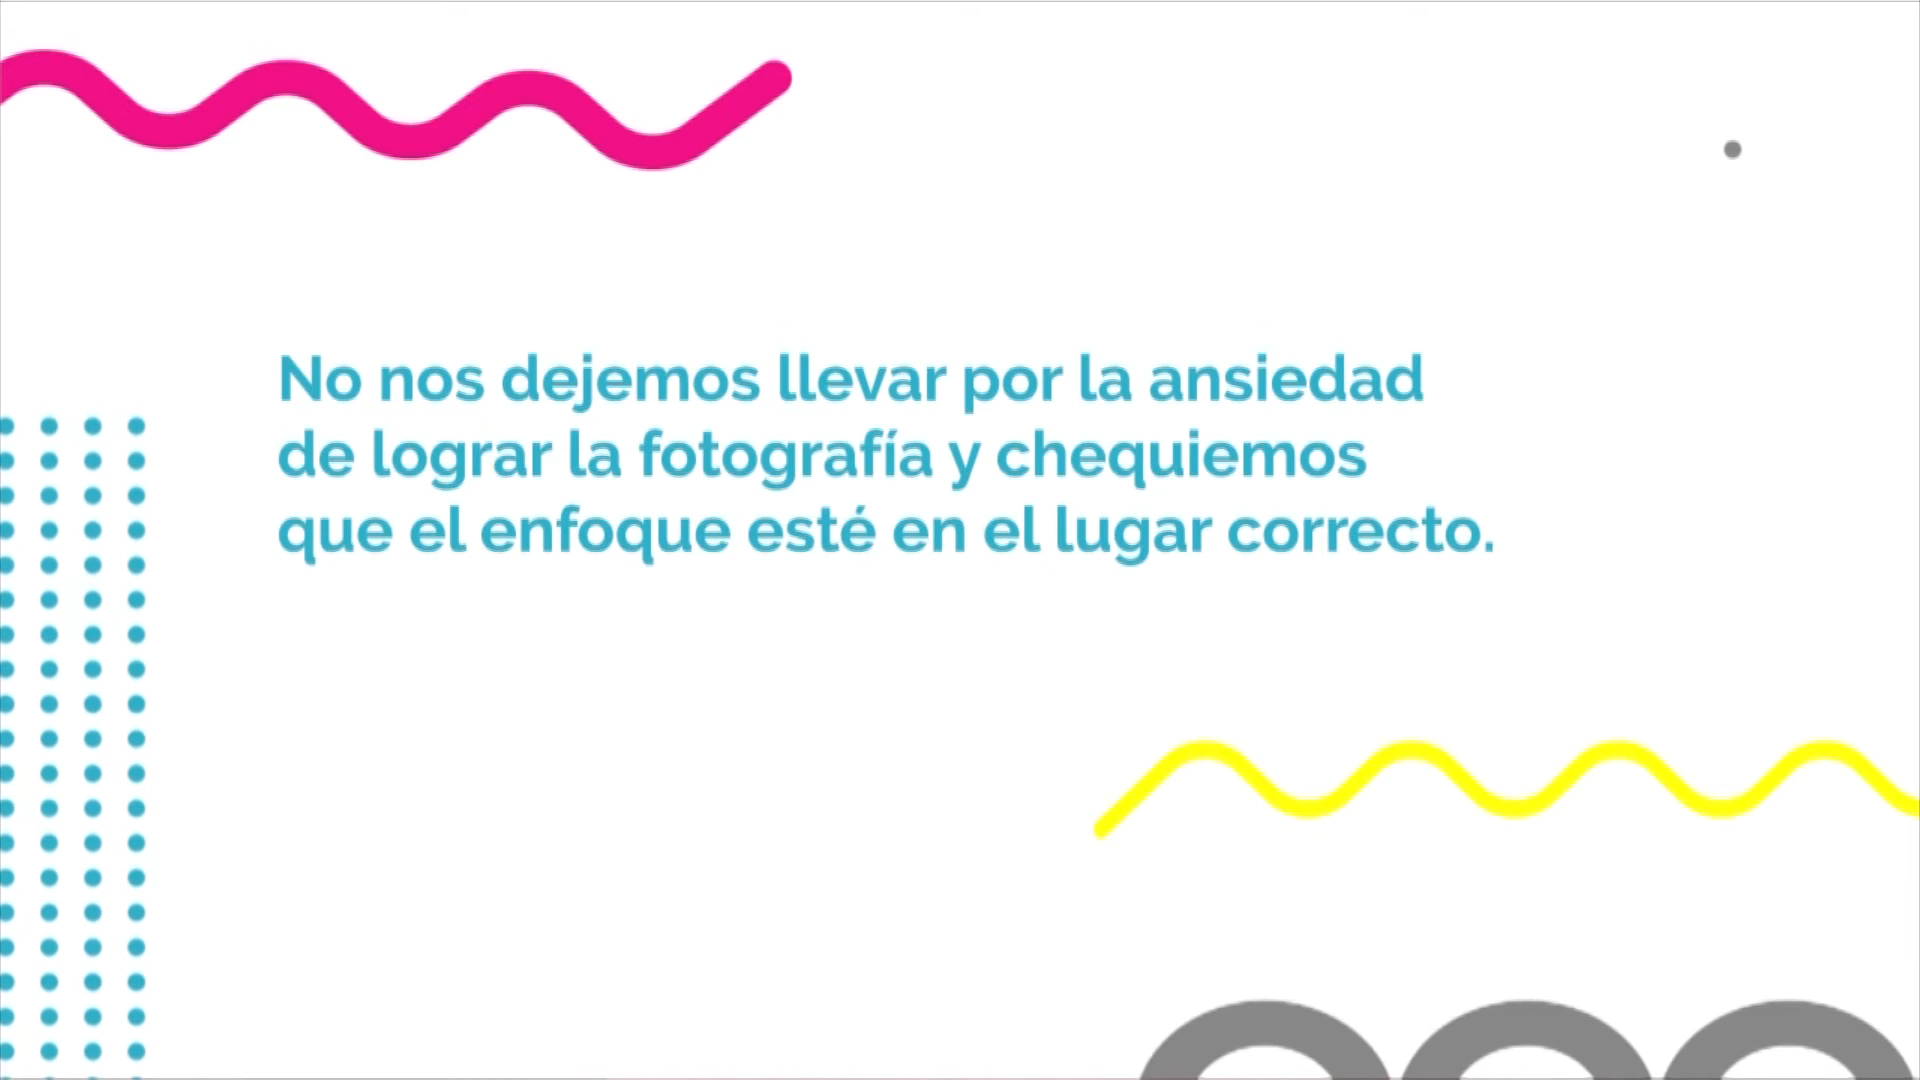 No nos dejemos llevar por la ansiedad
de lograr la fotografía y chequiemos
que el enfoque esté en el lugar correcto.